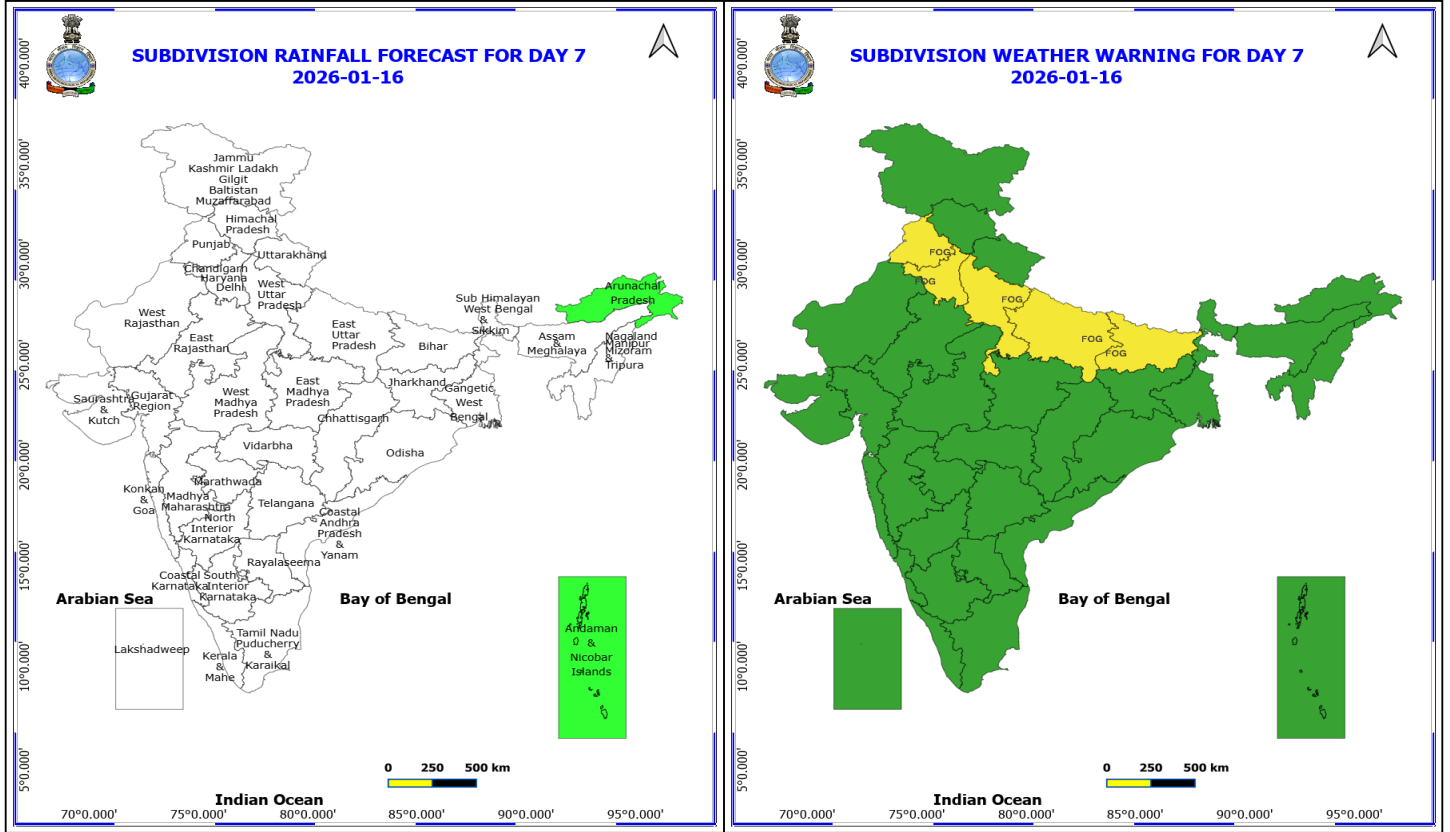 SUBDIVISION RAINFALL FORECAST FOR DAY 7
2026-01-16
40°0.000'
35°0.000'
30°0.000'
25°0.000'
20°0.000'
15°0.000'
10°0.000'
5°0.000'
Jammu
Kashmir Ladakh
Gilgit
Baltistan
Muzaffarabad
Himachal
Pradesh
Punjab
Uttarakhand
Chandigarh
Haryana
Delhi
West
Uttar
Pradesh
Arunachal
Pradesh
Sub Himalayan
West Bengal
&
Sikkim
West
Rajasthan
East
Rajasthan
East
Uttar
Pradesh
Bihar
Assam
&
Meghalaya
Nagaland
Manipur
Mizoram
&
Tripura
Saurashtra
&
Kutch
Gujarat
Region
West
Madhya
Pradesh
East
Madhya
Pradesh
Jharkhand
Gangetic
West
Bengal
Chhattisgarh
Vidarbha
Odisha
Konkan
&
Goa
Madhya
Maharashtra
Marathwada
Telangana
North
Interior
Karnataka
Coastal
Andhra
Pradesh
&
Yanam
Rayalaseema
Coastal
Karnataka
South
Interior
Karnataka
Arabian Sea
Bay of Bengal
Lakshadweep
Kerala
&
Mahe
Tamil Nadu
Puducherry
&
Karaikal
Andaman
&
Nicobar
Islands
0 250 500 km
Indian Ocean
70°0.000' 75°0.000' 80°0.000' 85°0.000' 90°0.000' 95°0.000'
SUBDIVISION WEATHER WARNING FOR DAY 7
2026-01-16
40°0.000'
35°0.000'
30°0.000'
25°0.000'
20°0.000'
15°0.000'
10°0.000'
5°0.000'
FOG
FOG
FOG
FOG
FOG
Arabian Sea
Bay of Bengal
0 250 500 km
Indian Ocean
70°0.000' 75°0.000' 80°0.000' 85°0.000' 90°0.000' 95°0.000'